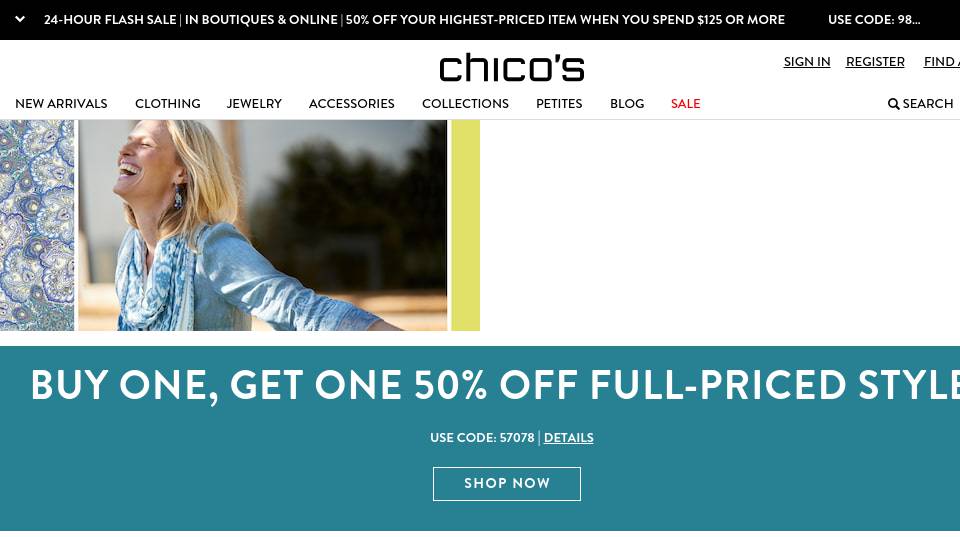 24-HOUR FLASH SALE | IN BOUTIQUES & ONLINE | 50% OFF YOUR HIGHEST-PRICED ITEM WHEN YOU SPEND $125 OR MORE USE CODE: 98...
chico's
SIGN IN REGISTER FIND
NEW ARRIVALS CLOTHING JEWELRY ACCESSORIES COLLECTIONS PETITES BLOG SALE SEARCH
BUY ONE, GET ONE 50% OFF FULL-PRICED STYLE
USE CODE: 57078 | DETAILS
SHOP NOW